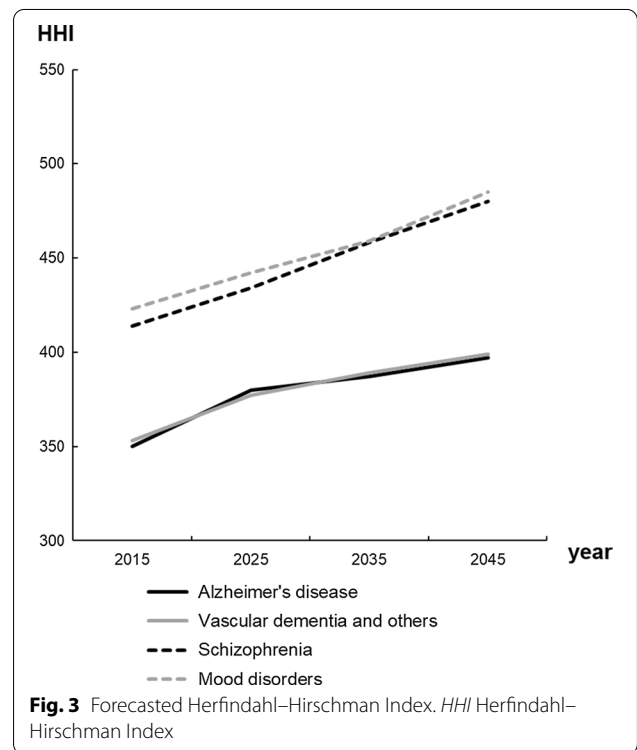 HHI
550
500
450
400
350
300
2015 2025 2035 2045
year
Alzheimer's disease
Vascular dementia and others
Schizophrenia
Mood disorders
Fig. 3 Forecasted Herfindahl–Hirschman Index. HHI Herfindahl–
Hirschman Index